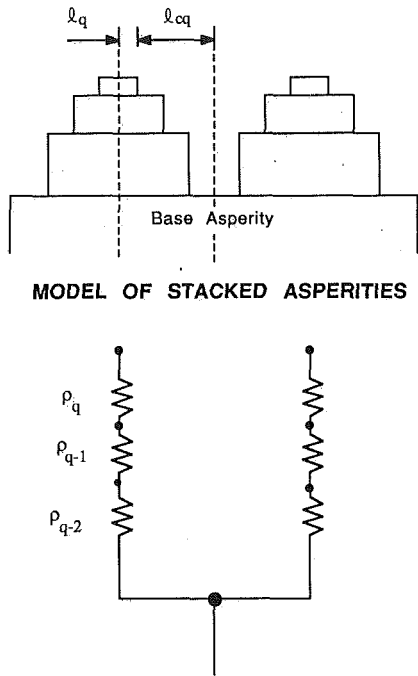 ℓq ℓcq
Base Asperity
MODEL OF STACKED ASPERITIES
ρq
ρq-1
ρq-2